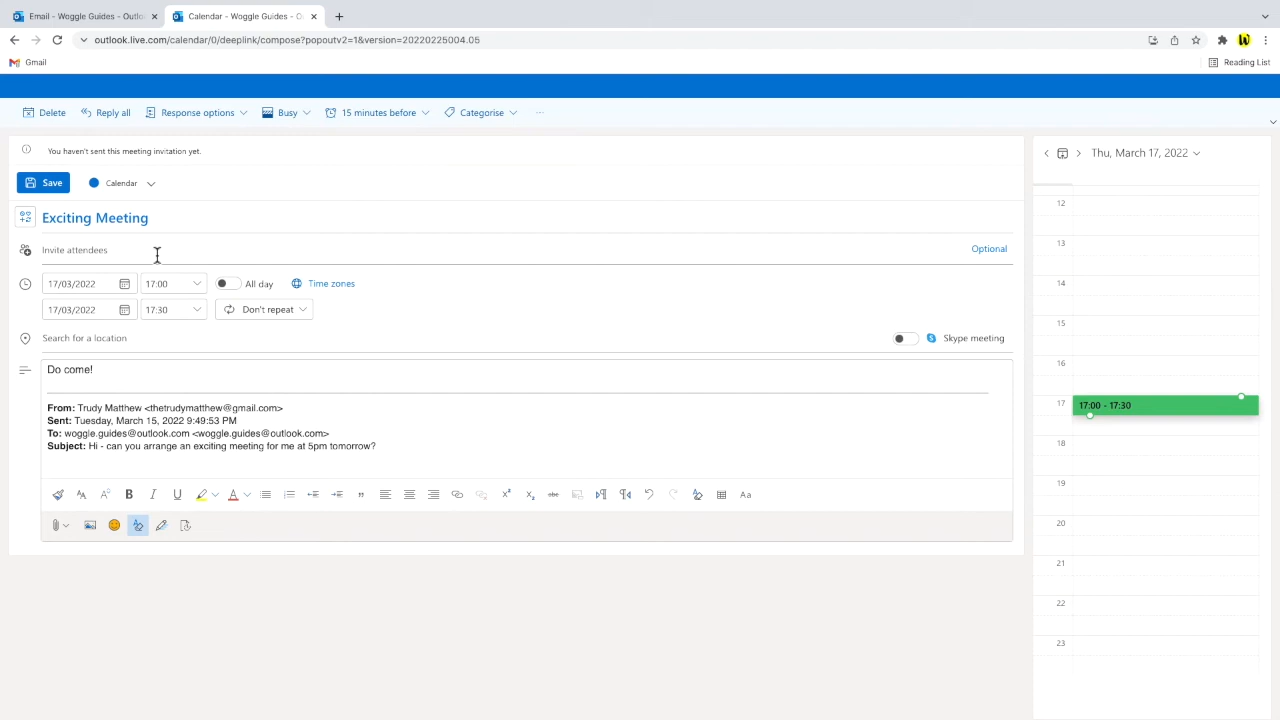 Email - Woggle Guides - Outlo
Calendar - Woggle Guides - O
outlook.live.com/calendar/0/deeplink/compose?popoutv2=1&version=20220225004.05
Gmail
Reading List
Delete
Reply all
Response options
Busy
15 minutes before
Categorise
You haven't sent this meeting invitation yet.
Save
Calendar
Thu, March 17, 2022
Exciting Meeting
Invite attendees
Optional
17/03/2022
17:00
All day
Time zones
17/03/2022
17:30
Don't repeat
Search for a location
Skype meeting
Do come!
From: Trudy Matthew <thetrudymatthew@gmail.com>
Sent: Tuesday, March 15, 2022 9:49:53 PM
To: woggle.guides@outlook.com <woggle.guides@outlook.com>
Subject: Hi - can you arrange an exciting meeting for me at 5pm tomorrow?
12
13
14
15
16
17
17:00 - 17:30
18
19
20
21
22
23